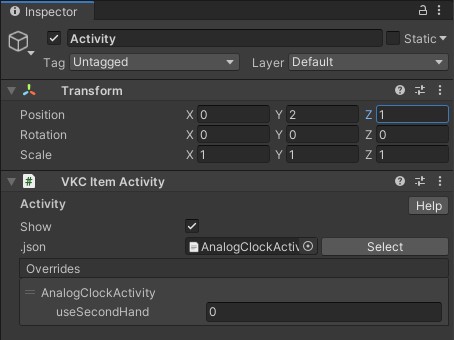 Inspector
Activity
Static
Tag Untagged Layer Default
Transform
Position X 0 Y 2 Z 1
Rotation X 0 Y 0 Z 0
Scale X 1 Y 1 Z 1
# VKC Item Activity
Activity Help
Show
.json AnalogClockActiv Select
Overrides
AnalogClockActivity
useSecondHand 0